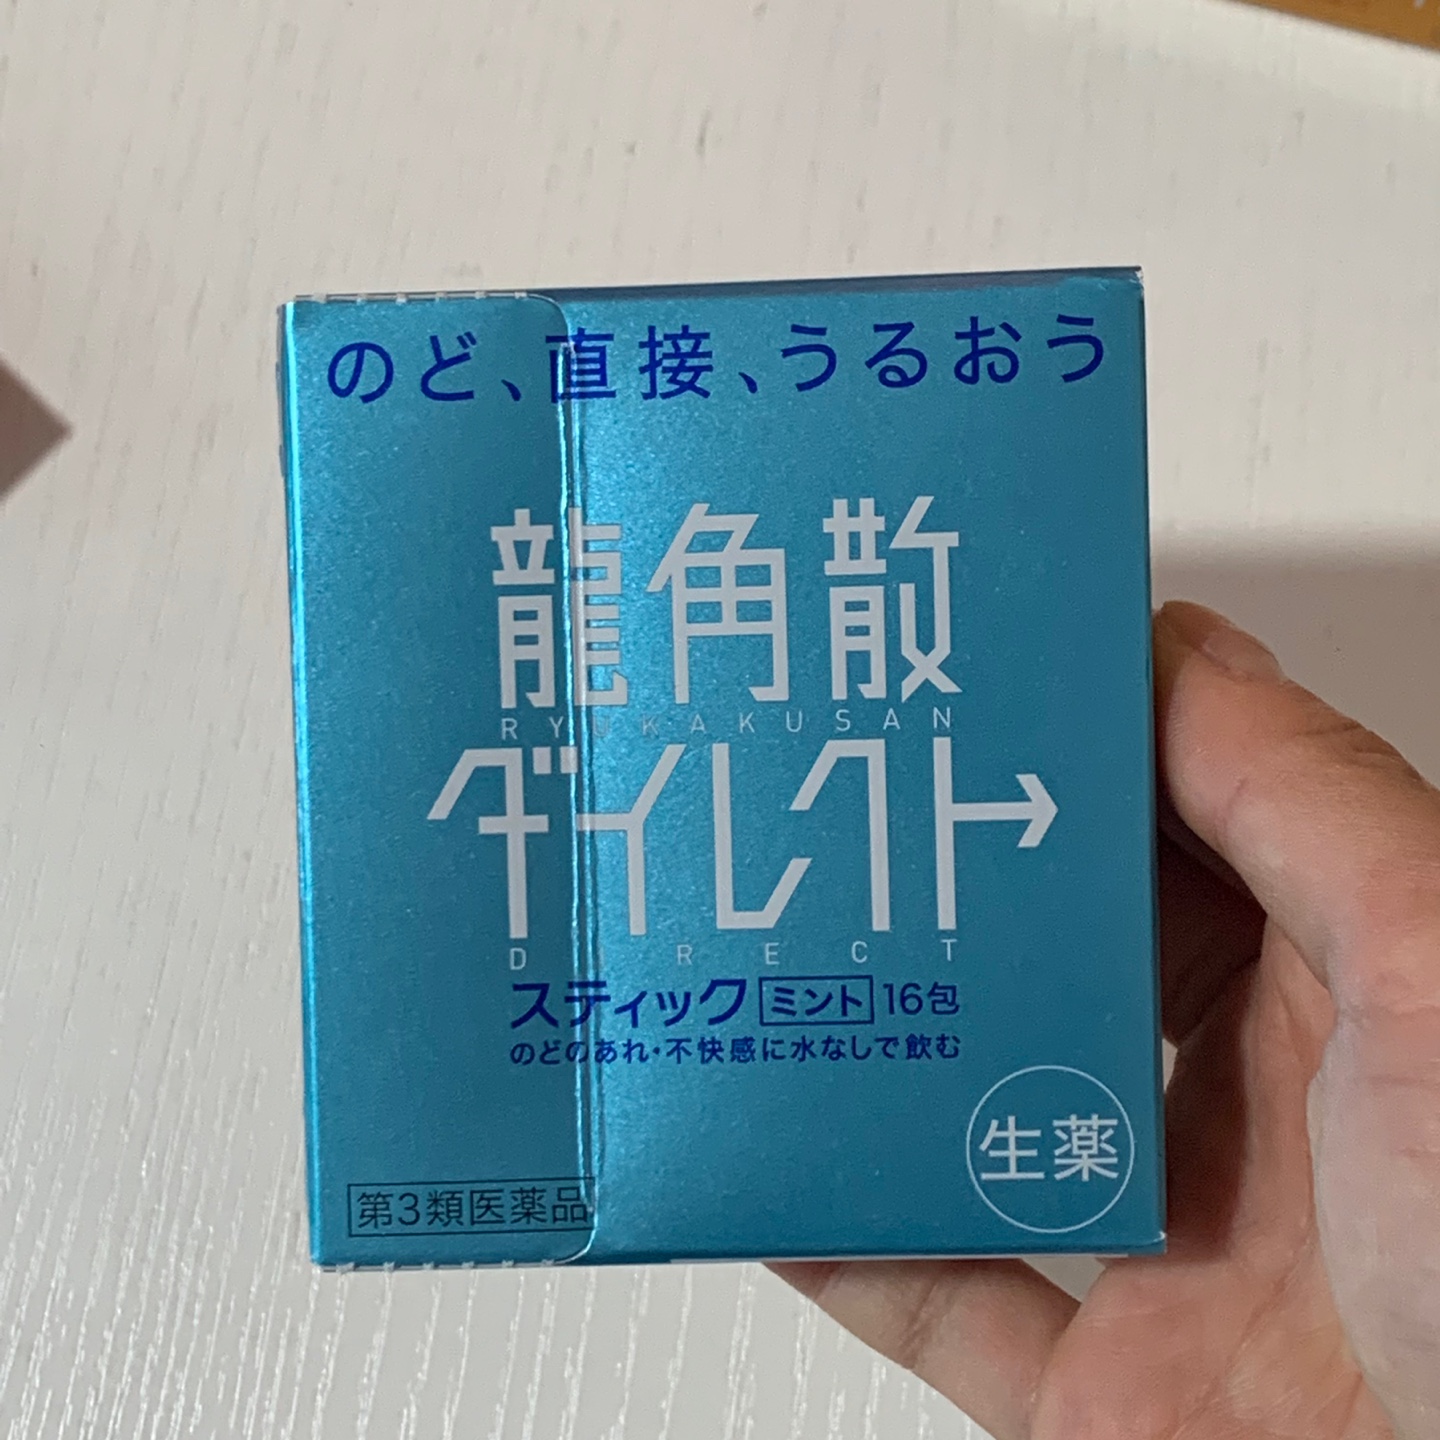 のど、直接、うるおう
龍角散
RYUKAKUSAN
ダイレクト
DIRECT
スティック ミント 16包
のどのあれ・不快感に水なしで飲む
生薬
第3類医薬品